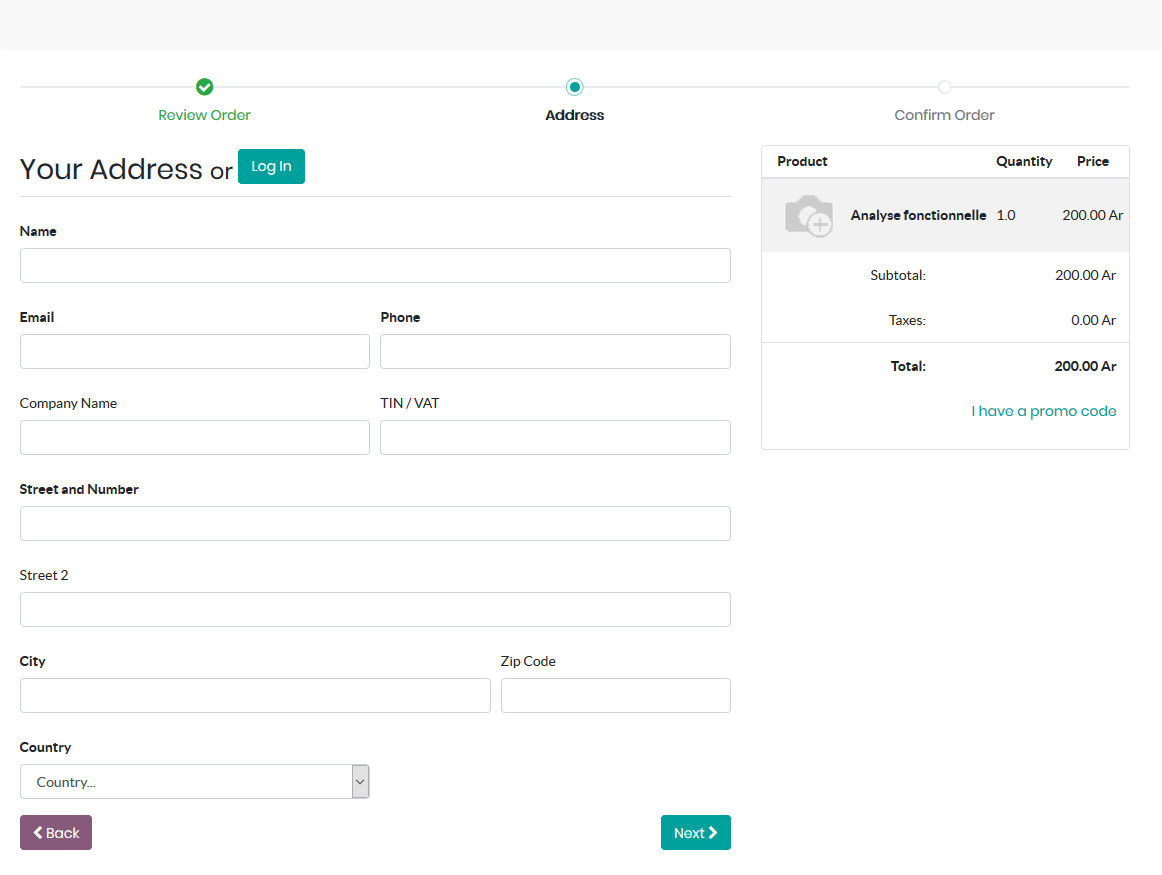 Review Order
Address
Confirm Order
Your Address or Log In
Name
Email Phone
Company Name TIN / VAT
Street and Number
Street 2
City Zip Code
Country
Country...
Back Next
Product Quantity Price
Analyse fonctionnelle 1.0 200.00 Ar
Subtotal: 200.00 Ar
Taxes: 0.00 Ar
Total: 200.00 Ar
I have a promo code